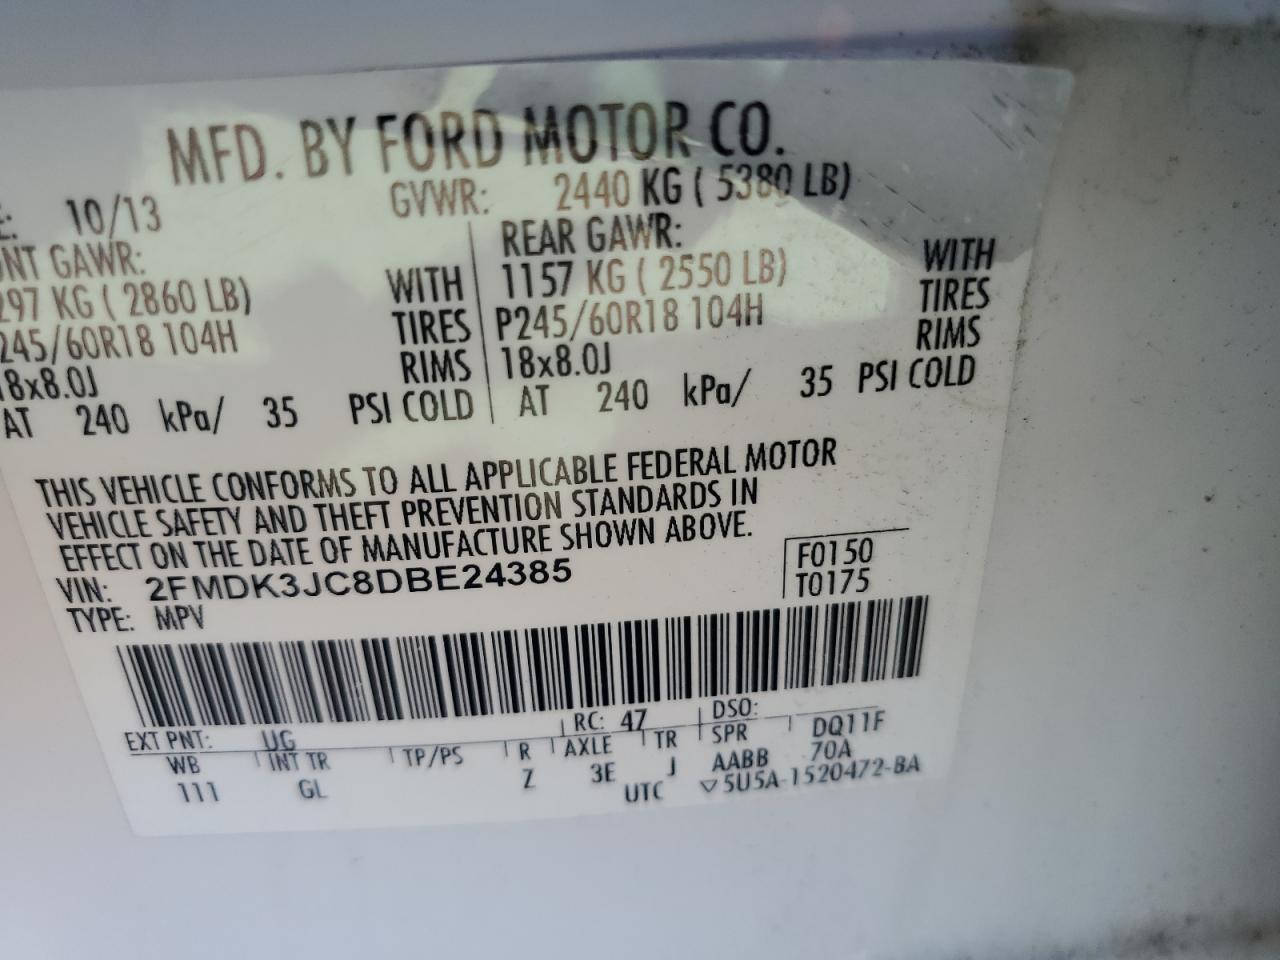 MFD. BY FORD MOTOR CO.
E: 10/13 GVWR: 2440 KG ( 5380 LB)
NT GAWR: REAR GAWR:
297 KG ( 2860 LB) WITH 1157 KG ( 2550 LB) WITH
245/60R18 104H TIRES P245/60R18 104H TIRES
18x8.0J RIMS 18x8.0J RIMS
AT 240 kPa/ 35 PSI COLD AT 240 kPa/ 35 PSI COLD
THIS VEHICLE CONFORMS TO ALL APPLICABLE FEDERAL MOTOR
VEHICLE SAFETY AND THEFT PREVENTION STANDARDS IN
EFFECT ON THE DATE OF MANUFACTURE SHOWN ABOVE.
VIN: 2FMDK3JC8DBE24385 F0150
TYPE: MPV T0175
EXT PNT: UG RC: 47 DSO:
WB INT TR TP/PS R AXLE TR SPR DQ11F
111 GL Z 3E J AABB 70A
UTC ▽5U5A-1520472-BA